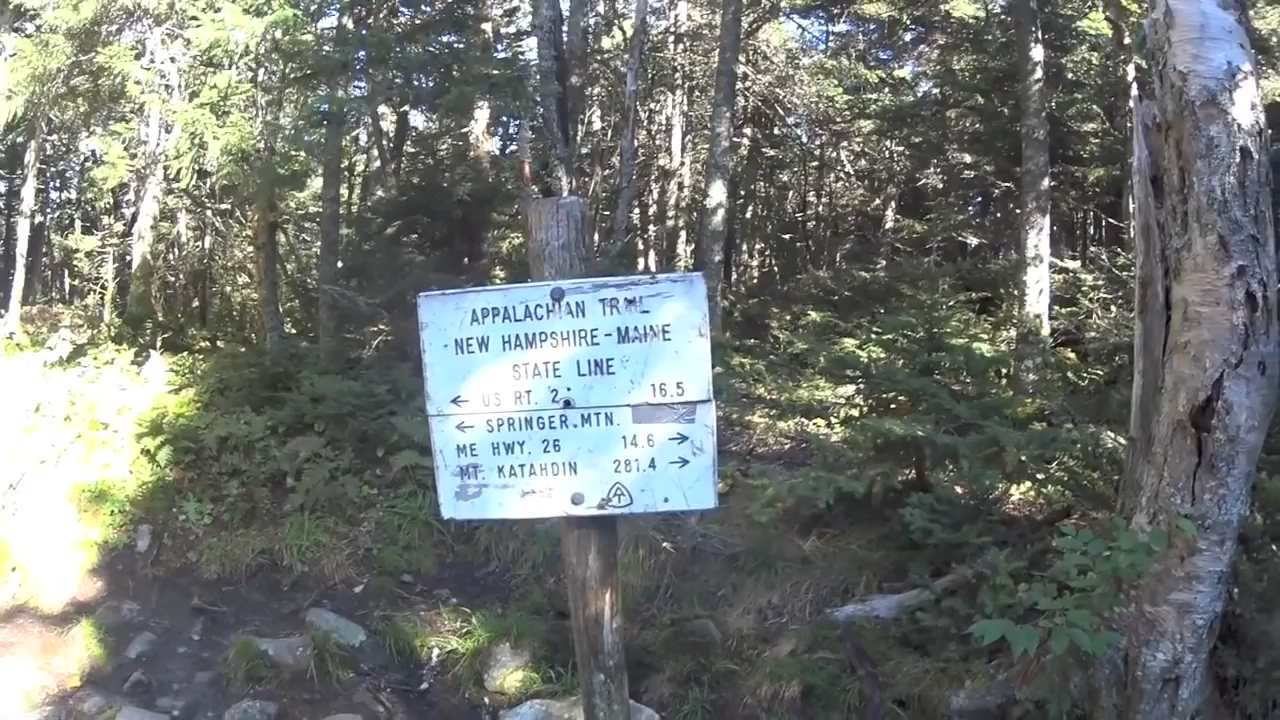 APPALACHIAN TRAIL
NEW HAMPSHIRE-MAINE
STATE LINE
← US RT. 2 16.5
← SPRINGER MTN.
ME HWY. 26 14.6 →
MT. KATAHDIN 281.4 →